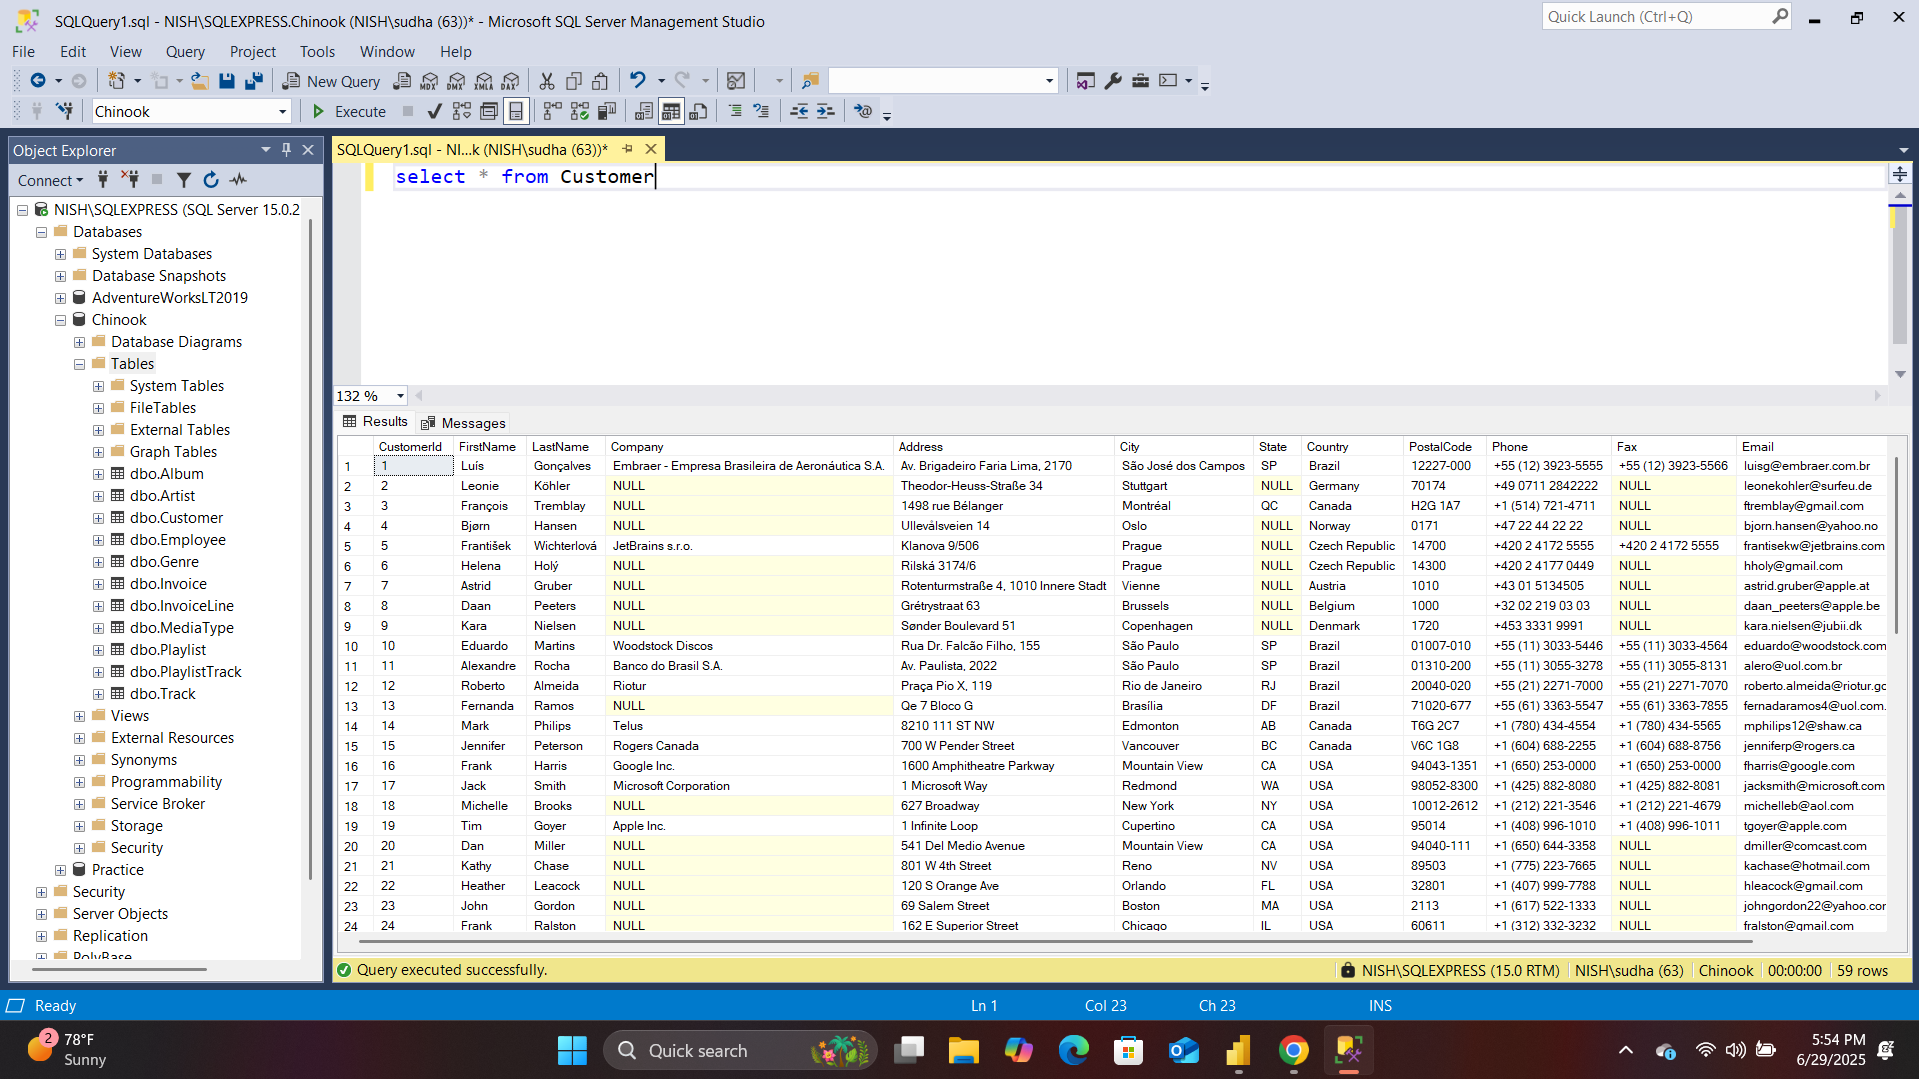 SQLQuery1.sql - NISH\SQLEXPRESS.Chinook (NISH\sudha (63))* - Microsoft SQL Server Management Studio
Quick Launch (Ctrl+Q)
File Edit View Query Project Tools Window Help
New Query MDX DMX XMLA DAX
Chinook Execute
Object Explorer
Connect
NISH\SQLEXPRESS (SQL Server 15.0.2
Databases
System Databases
Database Snapshots
AdventureWorksLT2019
Chinook
Database Diagrams
Tables
System Tables
FileTables
External Tables
Graph Tables
dbo.Album
dbo.Artist
dbo.Customer
dbo.Employee
dbo.Genre
dbo.Invoice
dbo.InvoiceLine
dbo.MediaType
dbo.Playlist
dbo.PlaylistTrack
dbo.Track
Views
External Resources
Synonyms
Programmability
Service Broker
Storage
Security
Practice
Security
Server Objects
Replication
PolyBase
SQLQuery1.sql - NI...k (NISH\sudha (63))*
select * from Customer
132 %
Results Messages
CustomerId FirstName LastName Company Address City State Country PostalCode Phone Fax Email
1 1 Luís Gonçalves Embraer - Empresa Brasileira de Aeronáutica S.A. Av. Brigadeiro Faria Lima, 2170 São José dos Campos SP Brazil 12227-000 +55 (12) 3923-5555 +55 (12) 3923-5566 luisg@embraer.com.br
2 2 Leonie Köhler NULL Theodor-Heuss-Straße 34 Stuttgart NULL Germany 70174 +49 0711 2842222 NULL leonekohler@surfeu.de
3 3 François Tremblay NULL 1498 rue Bélanger Montréal QC Canada H2G 1A7 +1 (514) 721-4711 NULL ftremblay@gmail.com
4 4 Bjørn Hansen NULL Ullevålsveien 14 Oslo NULL Norway 0171 +47 22 44 22 22 NULL bjorn.hansen@yahoo.no
5 5 František Wichterlová JetBrains s.r.o. Klanova 9/506 Prague NULL Czech Republic 14700 +420 2 4172 5555 +420 2 4172 5555 frantisekw@jetbrains.com
6 6 Helena Holý NULL Rilská 3174/6 Prague NULL Czech Republic 14300 +420 2 4177 0449 NULL hholy@gmail.com
7 7 Astrid Gruber NULL Rotenturmstraße 4, 1010 Innere Stadt Vienne NULL Austria 1010 +43 01 5134505 NULL astrid.gruber@apple.at
8 8 Daan Peeters NULL Grétrystraat 63 Brussels NULL Belgium 1000 +32 02 219 03 03 NULL daan_peeters@apple.be
9 9 Kara Nielsen NULL Sønder Boulevard 51 Copenhagen NULL Denmark 1720 +453 3331 9991 NULL kara.nielsen@jubii.dk
10 10 Eduardo Martins Woodstock Discos Rua Dr. Falcão Filho, 155 São Paulo SP Brazil 01007-010 +55 (11) 3033-5446 +55 (11) 3033-4564 eduardo@woodstock.com
11 11 Alexandre Rocha Banco do Brasil S.A. Av. Paulista, 2022 São Paulo SP Brazil 01310-200 +55 (11) 3055-3278 +55 (11) 3055-8131 alero@uol.com.br
12 12 Roberto Almeida Riotur Praça Pio X, 119 Rio de Janeiro RJ Brazil 20040-020 +55 (21) 2271-7000 +55 (21) 2271-7070 roberto.almeida@riotur.gc
13 13 Fernanda Ramos NULL Qe 7 Bloco G Brasília DF Brazil 71020-677 +55 (61) 3363-5547 +55 (61) 3363-7855 fernadaramos4@uol.com.
14 14 Mark Philips Telus 8210 111 ST NW Edmonton AB Canada T6G 2C7 +1 (780) 434-4554 +1 (780) 434-5565 mphilips12@shaw.ca
15 15 Jennifer Peterson Rogers Canada 700 W Pender Street Vancouver BC Canada V6C 1G8 +1 (604) 688-2255 +1 (604) 688-8756 jenniferp@rogers.ca
16 16 Frank Harris Google Inc. 1600 Amphitheatre Parkway Mountain View CA USA 94043-1351 +1 (650) 253-0000 +1 (650) 253-0000 fharris@google.com
17 17 Jack Smith Microsoft Corporation 1 Microsoft Way Redmond WA USA 98052-8300 +1 (425) 882-8080 +1 (425) 882-8081 jacksmith@microsoft.com
18 18 Michelle Brooks NULL 627 Broadway New York NY USA 10012-2612 +1 (212) 221-3546 +1 (212) 221-4679 michelleb@aol.com
19 19 Tim Goyer Apple Inc. 1 Infinite Loop Cupertino CA USA 95014 +1 (408) 996-1010 +1 (408) 996-1011 tgoyer@apple.com
20 20 Dan Miller NULL 541 Del Medio Avenue Mountain View CA USA 94040-111 +1 (650) 644-3358 NULL dmiller@comcast.com
21 21 Kathy Chase NULL 801 W 4th Street Reno NV USA 89503 +1 (775) 223-7665 NULL kachase@hotmail.com
22 22 Heather Leacock NULL 120 S Orange Ave Orlando FL USA 32801 +1 (407) 999-7788 NULL hleacock@gmail.com
23 23 John Gordon NULL 69 Salem Street Boston MA USA 2113 +1 (617) 522-1333 NULL johngordon22@yahoo.cor
24 24 Frank Ralston NULL 162 E Superior Street Chicago IL USA 60611 +1 (312) 332-3232 NULL fralston@gmail.com
Query executed successfully. NISH\SQLEXPRESS (15.0 RTM) NISH\sudha (63) Chinook 00:00:00 59 rows
Ready Ln 1 Col 23 Ch 23 INS
2 78°F
Sunny
Quick search
5:54 PM
6/29/2025